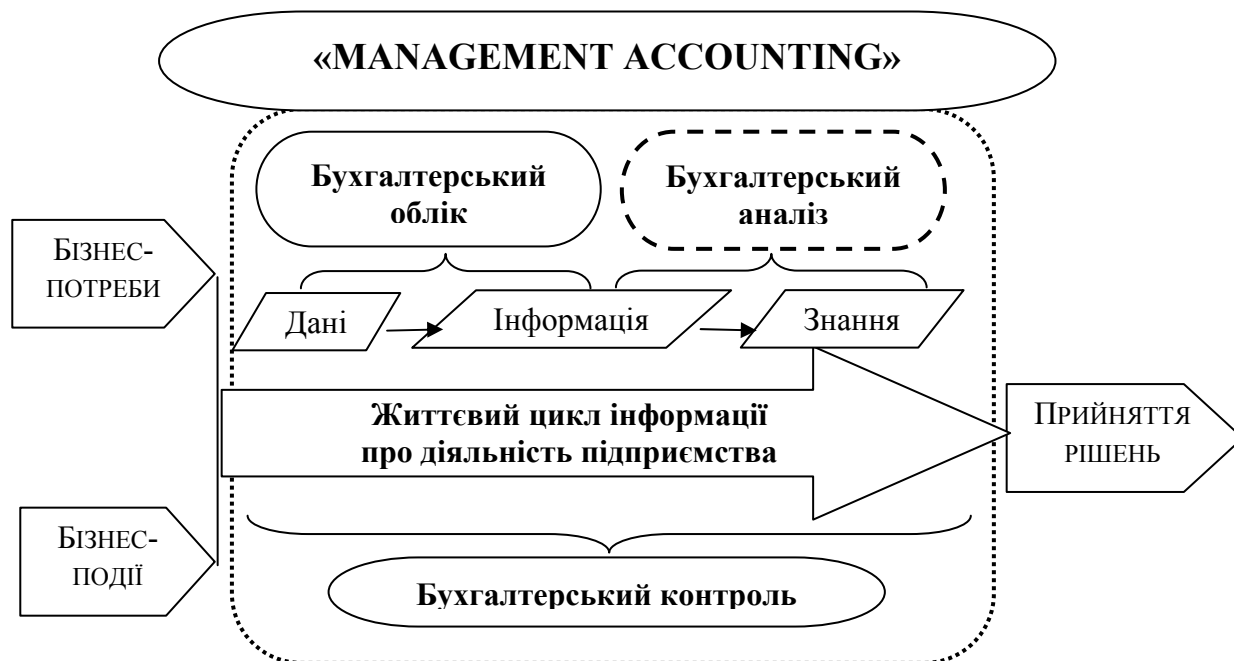 «MANAGEMENT ACCOUNTING»
Бухгалтерський
облік
Бухгалтерський
аналіз
БІЗНЕС-
ПОТРЕБИ
Дані
Інформація
Знання
Життєвий цикл інформації
про діяльність підприємства
ПРИЙНЯТТЯ
РІШЕНЬ
БІЗНЕС-
ПОДІЇ
Бухгалтерський контроль